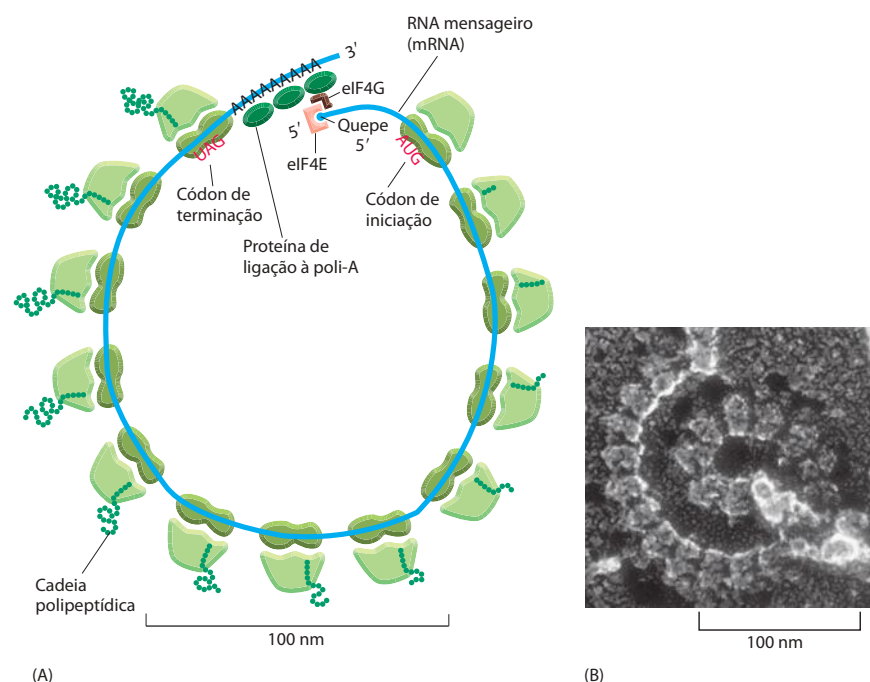 RNA mensageiro
(mRNA)
3'
AAAAAAAAA
eIF4G
5'
Quepe
5'
eIF4E
UAG
AUG
Códon de
terminação
Códon de
iniciação
Proteína de
ligação à poli-A
Cadeia
polipeptídica
100 nm
(A)
100 nm
(B)